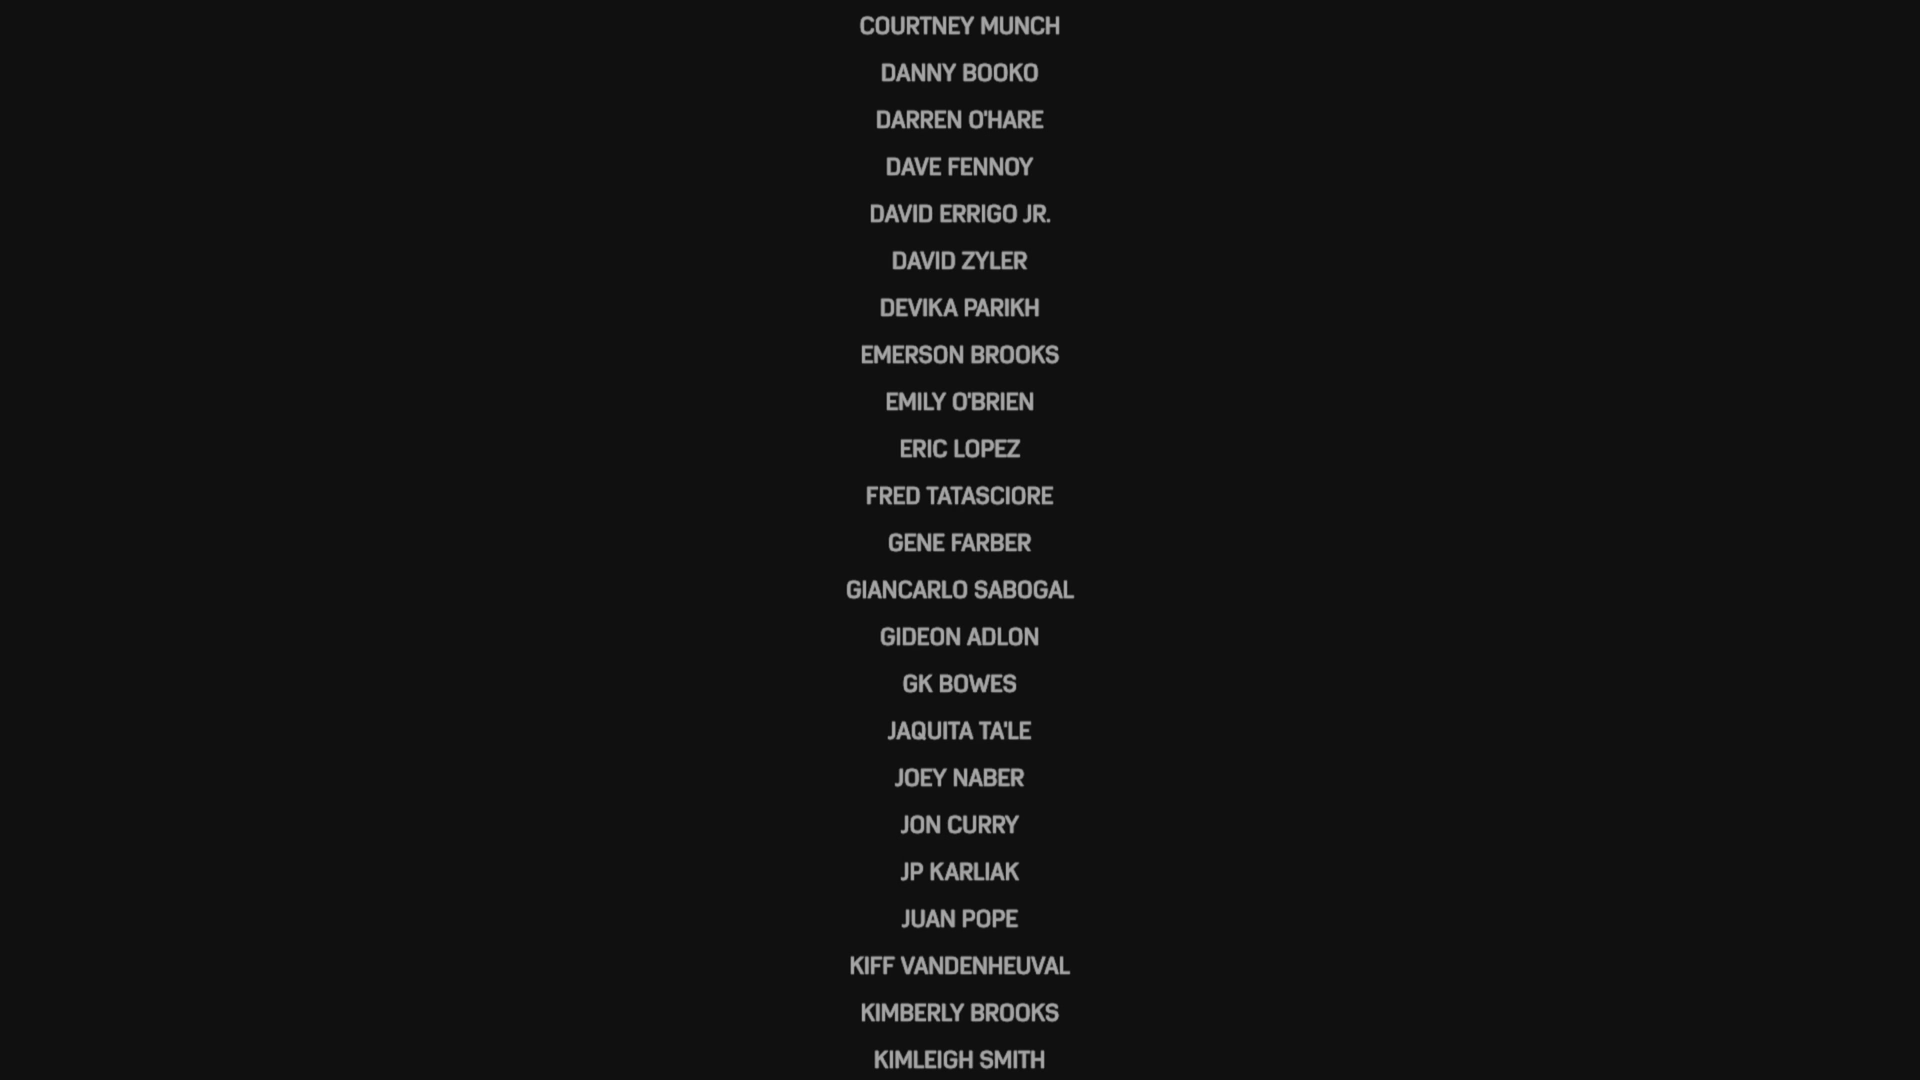 COURTNEY MUNCH
DANNY BOOKO
DARREN O'HARE
DAVE FENNOY
DAVID ERRIGO JR.
DAVID ZYLER
DEVIKA PARIKH
EMERSON BROOKS
EMILY O'BRIEN
ERIC LOPEZ
FRED TATASCIORE
GENE FARBER
GIANCARLO SABOGAL
GIDEON ADLON
GK BOWES
JAQUITA TA'LE
JOEY NABER
JON CURRY
JP KARLIAK
JUAN POPE
KIFF VANDENHEUVAL
KIMBERLY BROOKS
KIMLEIGH SMITH